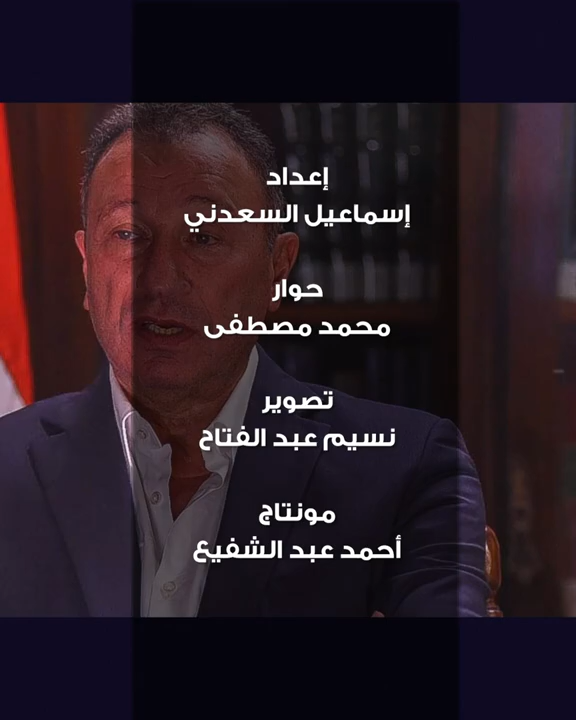 إعداد
إسماعيل السعدني
حوار
محمد مصطفى
تصوير
نسيم عبد الفتاح
مونتاج
أحمد عبد الشفيع